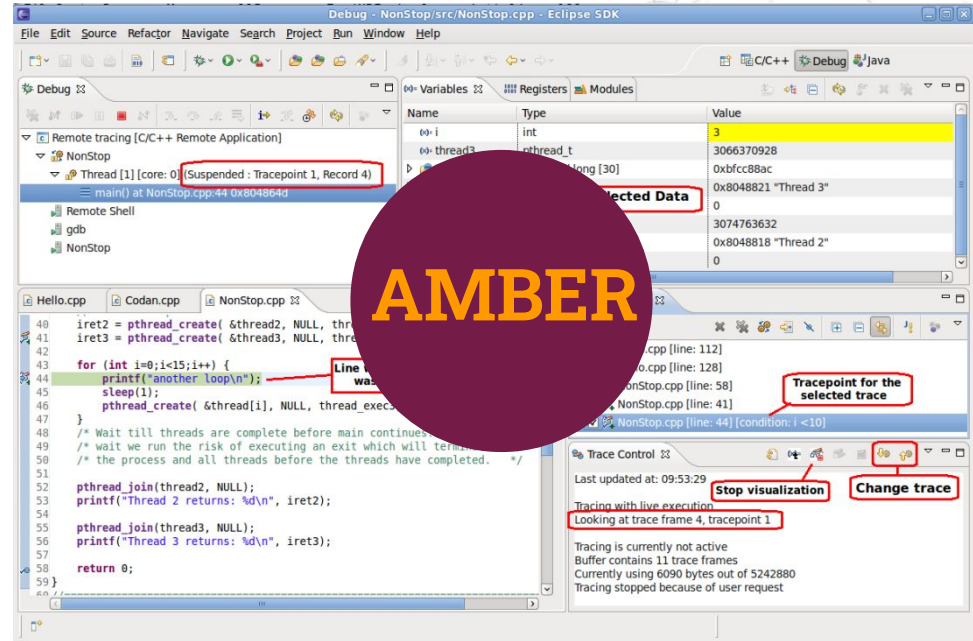 Debug - NonStop/src/NonStop.cpp - Eclipse SDK
File Edit Source Refactor Navigate Search Project Run Window Help
C/C++ Debug Java
Debug
Remote tracing [C/C++ Remote Application]
NonStop
Thread [1] [core: 0] (Suspended : Tracepoint 1, Record 4)
main() at NonStop.cpp:44 0x804864d
Remote Shell
gdb
NonStop
Variables Registers Modules
Name Type Value
i int 3
thread3 pthread_t 3066370928
[30] 0xbfcc88ac
0x8048821 "Thread 3"
Data
0
3074763632
0x8048818 "Thread 2"
0
AMBER
Hello.cpp Codan.cpp NonStop.cpp
40 iret2 = pthread_create( &thread2, NULL,
41 iret3 = pthread_create( &thread3, NULL,
42
43 for (int i=0;i<15;i++) {
44 printf("another loop\n");
Line
was
45 sleep(1);
46 pthread_create( &thread[i], NULL,
47 }
48 /* Wait till threads are complete before main
49 /* wait we run the risk of executing an exit which will
50 /* the process and all threads before the threads have completed. */
51
52 pthread_join(thread2, NULL);
53 printf("Thread 2 returns: %d\n", iret2);
54
55 pthread_join(thread3, NULL);
56 printf("Thread 3 returns: %d\n", iret3);
57
58 return 0;
59 }
[line: 112]
[line: 128]
[line: 58]
NonStop.cpp [line: 41]
NonStop.cpp [line: 44] [condition: i <10]
Tracepoint for the
selected trace
Trace Control
Last updated at: 09:53:29
Stop visualization
Change trace
Tracing with live execution
Looking at trace frame 4, tracepoint 1
Tracing is currently not active
Buffer contains 11 trace frames
Currently using 6090 bytes out of 5242880
Tracing stopped because of user request